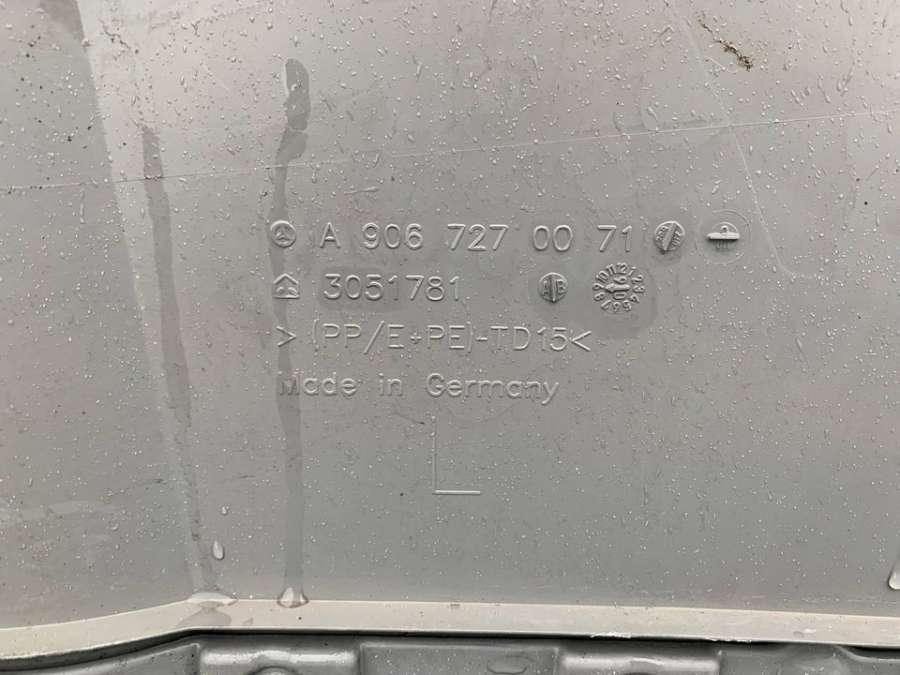 A 906 727 00 71
3051781 A B
>(PP/E+PE)-TD15<
Made in Germany
L